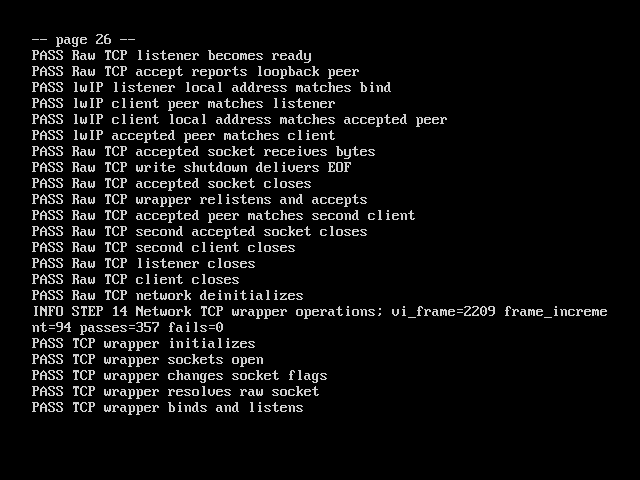 -- page 26 --
PASS Raw TCP listener becomes ready
PASS Raw TCP accept reports loopback peer
PASS lwIP listener local address matches bind
PASS lwIP client peer matches listener
PASS lwIP client local address matches accepted peer
PASS lwIP accepted peer matches client
PASS Raw TCP accepted socket receives bytes
PASS Raw TCP write shutdown delivers EOF
PASS Raw TCP accepted socket closes
PASS Raw TCP wrapper relistens and accepts
PASS Raw TCP accepted peer matches second client
PASS Raw TCP second accepted socket closes
PASS Raw TCP second client closes
PASS Raw TCP listener closes
PASS Raw TCP client closes
PASS Raw TCP network deinitializes
INFO STEP 14 Network TCP wrapper operations; vi_frame=2209 frame_increme
nt=94 passes=357 fails=0
PASS TCP wrapper initializes
PASS TCP wrapper sockets open
PASS TCP wrapper changes socket flags
PASS TCP wrapper resolves raw socket
PASS TCP wrapper binds and listens